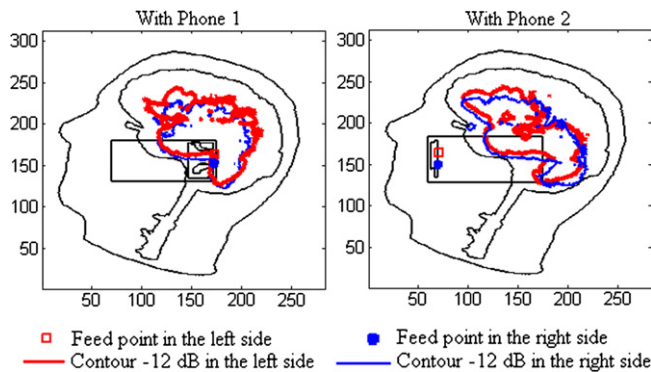 With Phone 1
With Phone 2
300
250
200
150
100
50
50 100 150 200 250
300
250
200
150
100
50
50 100 150 200 250
Feed point in the left side
Feed point in the right side
Contour -12 dB in the left side
Contour -12 dB in the right side